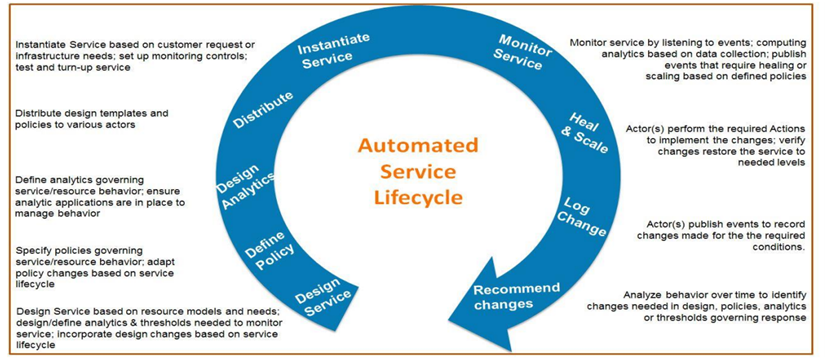 Instantiate Service based on customer request or
infrastructure needs; set up monitoring controls;
test and turn-up service
Distribute design templates and
policies to various actors
Define analytics governing
service/resource behavior; ensure
analytic applications are in place to
manage behavior
Specify policies governing
service/resource behavior; adapt
policy changes based on service
lifecycle
Design Service based on resource models and needs;
design/define analytics & thresholds needed to monitor
service; incorporate design changes based on service
lifecycle
Instantiate
Service
Distribute
Design
Analytics
Define
Policy
Design
Service
Automated
Service
Lifecycle
Monitor
Service
Heal
& Scale
Log
Change
Recommend
changes
Monitor service by listening to events; computing
analytics based on data collection; publish
events that require healing or
scaling based on defined policies
Actor(s) perform the required Actions
to implement the changes; verify
changes restore the service to
needed levels
Actor(s) publish events to record
changes made for the the required
conditions.
Analyze behavior over time to identify
changes needed in design, policies, analytics
or thresholds governing response